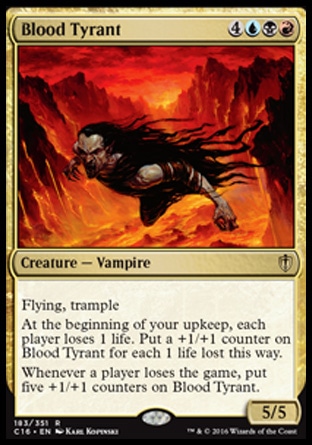 Blood Tyrant 4
Creature — Vampire
Flying, trample
At the beginning of your upkeep, each
player loses 1 life. Put a +1/+1 counter on
Blood Tyrant for each 1 life lost this way.
Whenever a player loses the game, put
five +1/+1 counters on Blood Tyrant.
5/5
183/351 R
C16 • EN Karl Kopinski ™ & © 2016 Wizards of the Coast